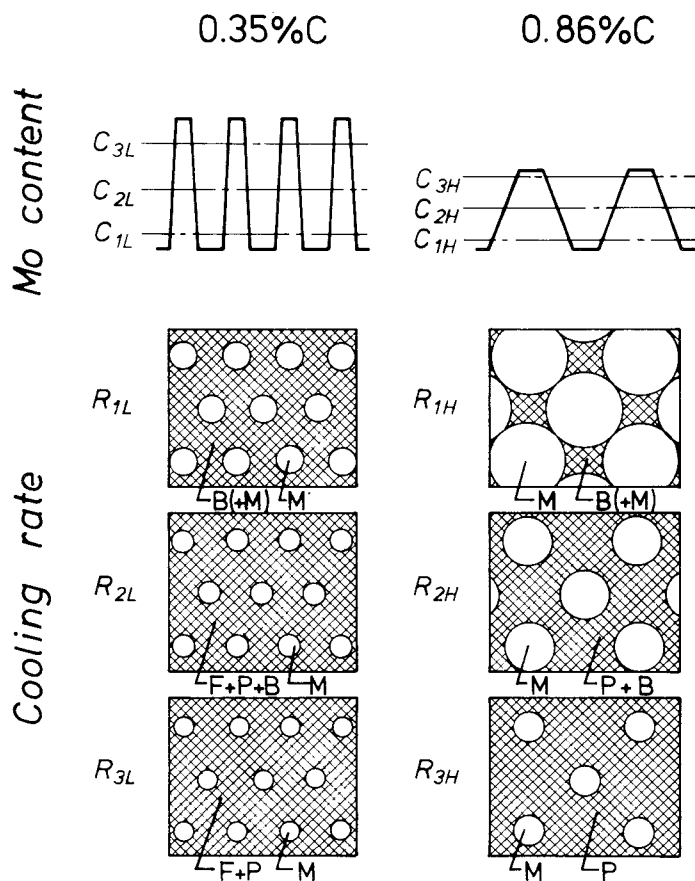 0.35%C 0.86%C
Mo content
C3L
C2L
C1L
C3H
C2H
C1H
Cooling rate
R1L
B(+M) M
R1H
M B(+M)
R2L
F+P+B M
R2H
M P+B
R3L
F+P M
R3H
M P